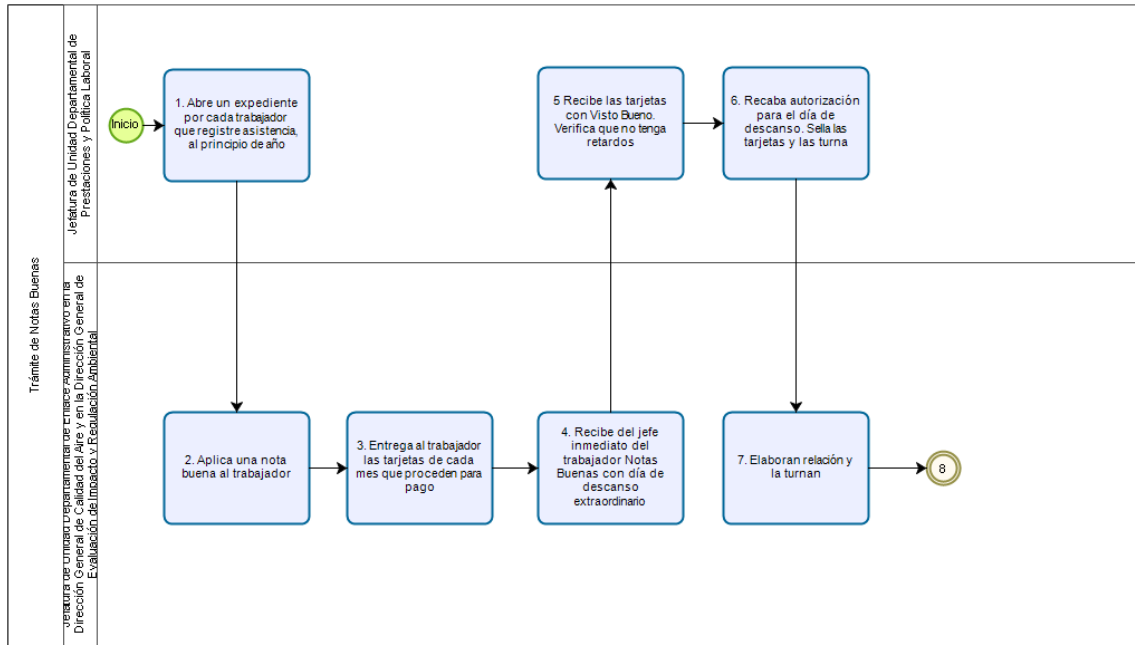 Trámite de Notas Buenas
Jefatura de Unidad Departamental de
Prestaciones y Política Laboral
Inicio
1. Abre un expediente
por cada trabajador
que registre asistencia,
al principio de año
5 Recibe las tarjetas
con Visto Bueno.
Verifica que no tenga
retardos
6. Recaba autorización
para el día de
descanso. Sella las
tarjetas y las turna
Jefatura de Unidad Departamental de Enlace Administrativo en la
Dirección General de Calidad del Aire y en la Dirección General de
Evaluación de Impacto y Regulación Ambiental
2. Aplica una nota
buena al trabajador
3. Entrega al trabajador
las tarjetas de cada
mes que proceden para
pago
4. Recibe del jefe
inmediato del
trabajador Notas
Buenas con día de
descanso
extraordinario
7. Elaboran relación y
la turnan
8